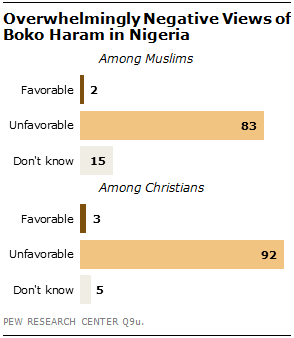 Overwhelmingly Negative Views of
Boko Haram in Nigeria
Among Muslims
Favorable 2
Unfavorable 83
Don't know 15
Among Christians
Favorable 3
Unfavorable 92
Don't know 5
PEW RESEARCH CENTER Q9u.